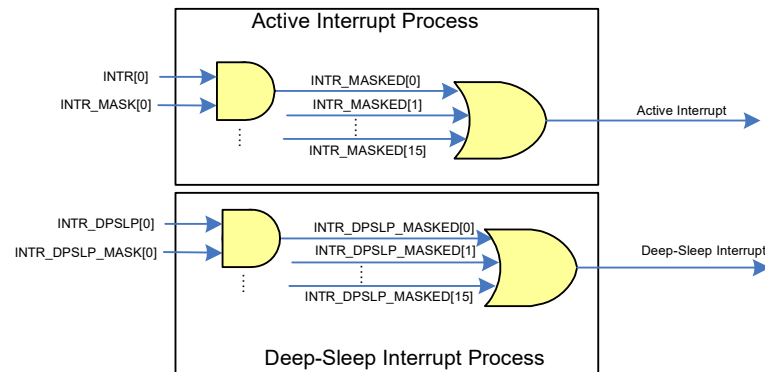 Active Interrupt Process
INTR[0]
INTR_MASK[0]
INTR_MASKED[0]
INTR_MASKED[1]
INTR_MASKED[15]
Active Interrupt
INTR_DPSLP[0]
INTR_DPSLP_MASK[0]
INTR_DPSLP_MASKED[0]
INTR_DPSLP_MASKED[1]
INTR_DPSLP_MASKED[15]
Deep-Sleep Interrupt
Deep-Sleep Interrupt Process